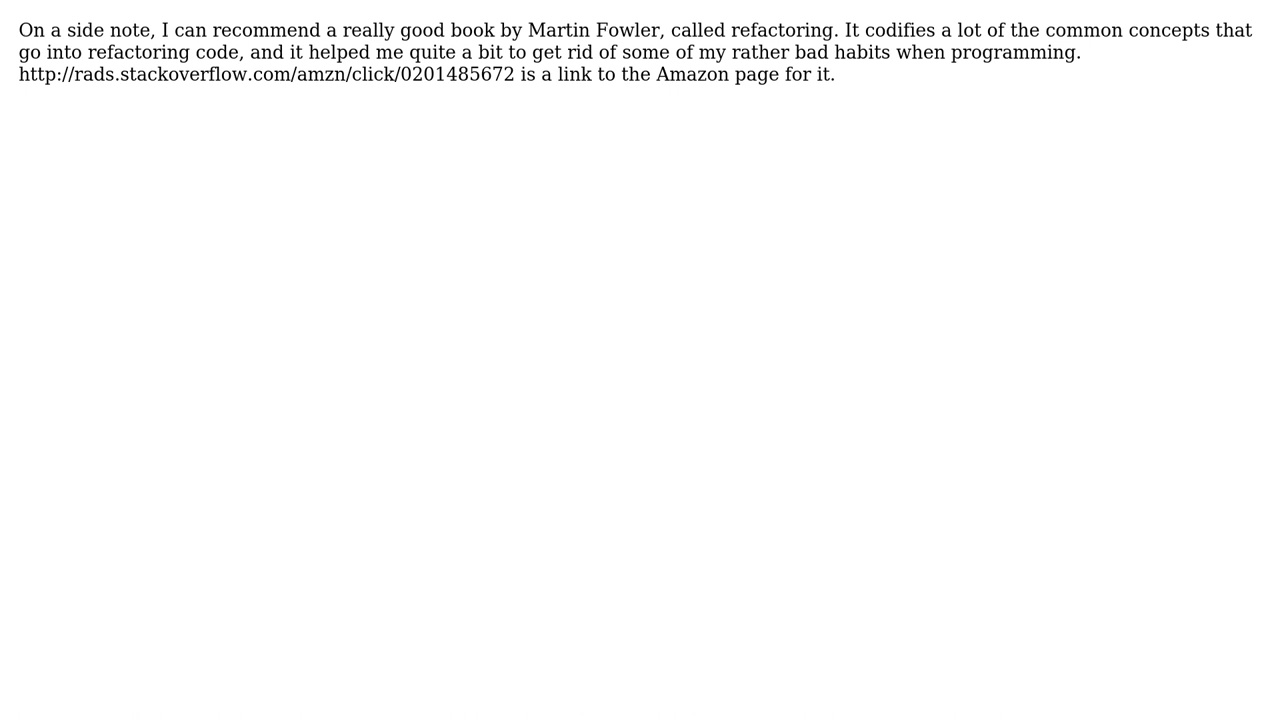 On a side note, I can recommend a really good book by Martin Fowler, called refactoring. It codifies a lot of the common concepts that
go into refactoring code, and it helped me quite a bit to get rid of some of my rather bad habits when programming.
http://rads.stackoverflow.com/amzn/click/0201485672 is a link to the Amazon page for it.